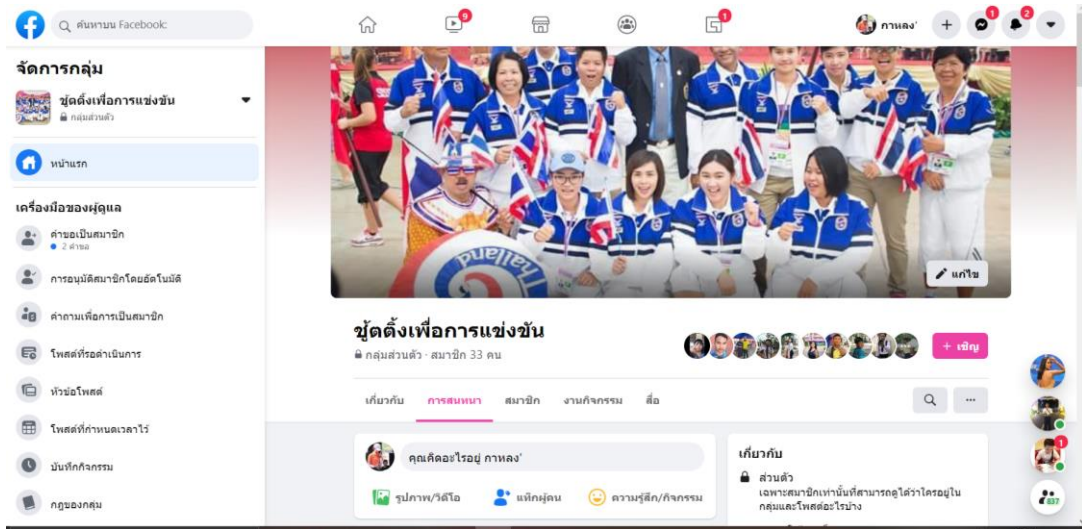 ค้นหาบน Facebook
9
1
กาหลง'
1
2
จัดการกลุ่ม
ชู้ตติ้งเพื่อการแข่งขัน
กลุ่มส่วนตัว
หน้าแรก
เครื่องมือของผู้ดูแล
คำขอเป็นสมาชิก
2 คำขอ
การอนุมัติสมาชิกโดยอัตโนมัติ
คำถามเพื่อการเป็นสมาชิก
โพสต์ที่รอดำเนินการ
หัวข้อโพสต์
โพสต์ที่กำหนดเวลาไว้
บันทึกกิจกรรม
กฎของกลุ่ม
แก้ไข
ชู้ตติ้งเพื่อการแข่งขัน
กลุ่มส่วนตัว · สมาชิก 33 คน
+ เชิญ
เกี่ยวกับ การสนทนา สมาชิก งานกิจกรรม สื่อ
คุณคิดอะไรอยู่ กาหลง'
รูปภาพ/วิดีโอ แท็กผู้คน ความรู้สึก/กิจกรรม
เกี่ยวกับ
ส่วนตัว
เฉพาะสมาชิกเท่านั้นที่สามารถดูได้ว่าใครอยู่ใน
กลุ่มและโพสต์อะไรบ้าง
1
837